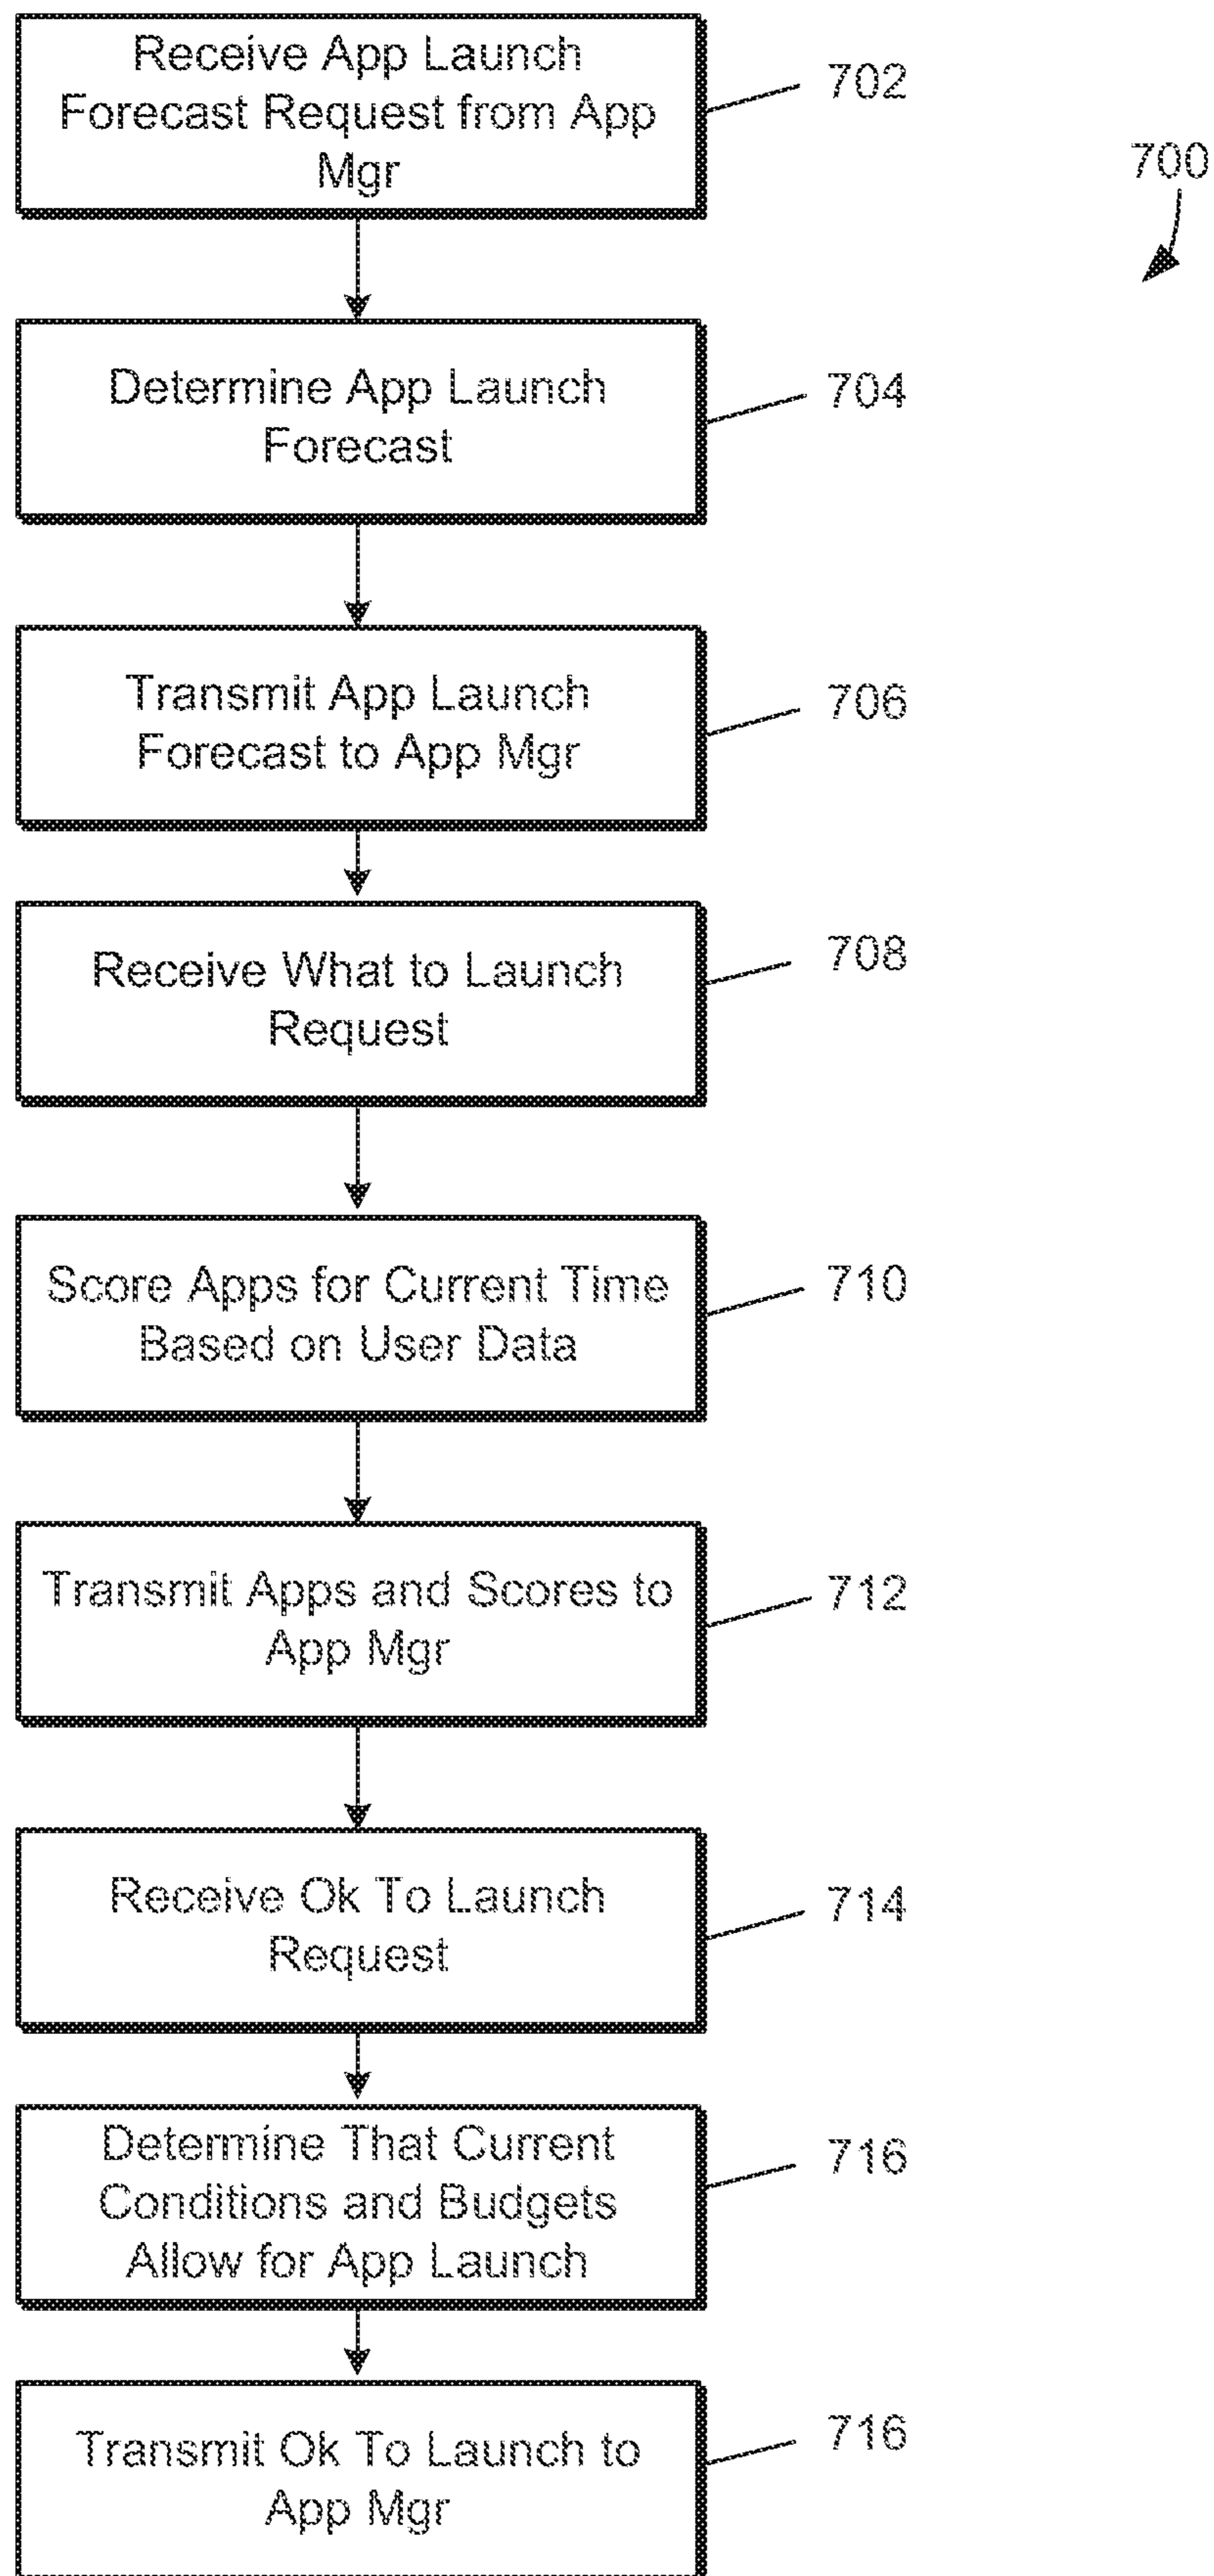 Receive App Launch
Forecast Request from App
Mgr
702
700
Determine App Launch
Forecast
704
Transmit App Launch
Forecast to App Mgr
706
Receive What to Launch
Request
708
Score Apps for Current Time
Based on User Data
710
Transmit Apps and Scores to
App Mgr
712
Receive Ok To Launch
Request
714
Determine That Current
Conditions and Budgets
Allow for App Launch
716
Transmit Ok To Launch to
App Mgr
716